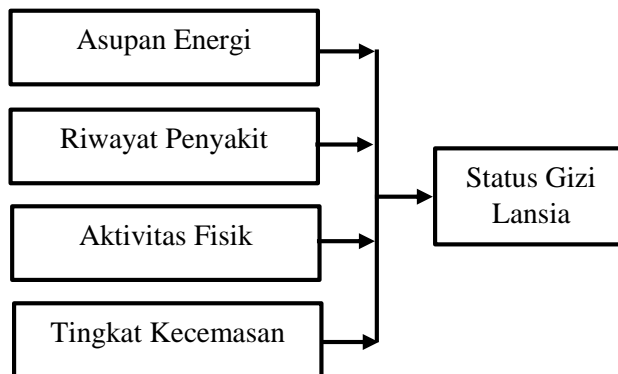 Asupan Energi
Riwayat Penyakit
Aktivitas Fisik
Tingkat Kecemasan
Status Gizi
Lansia